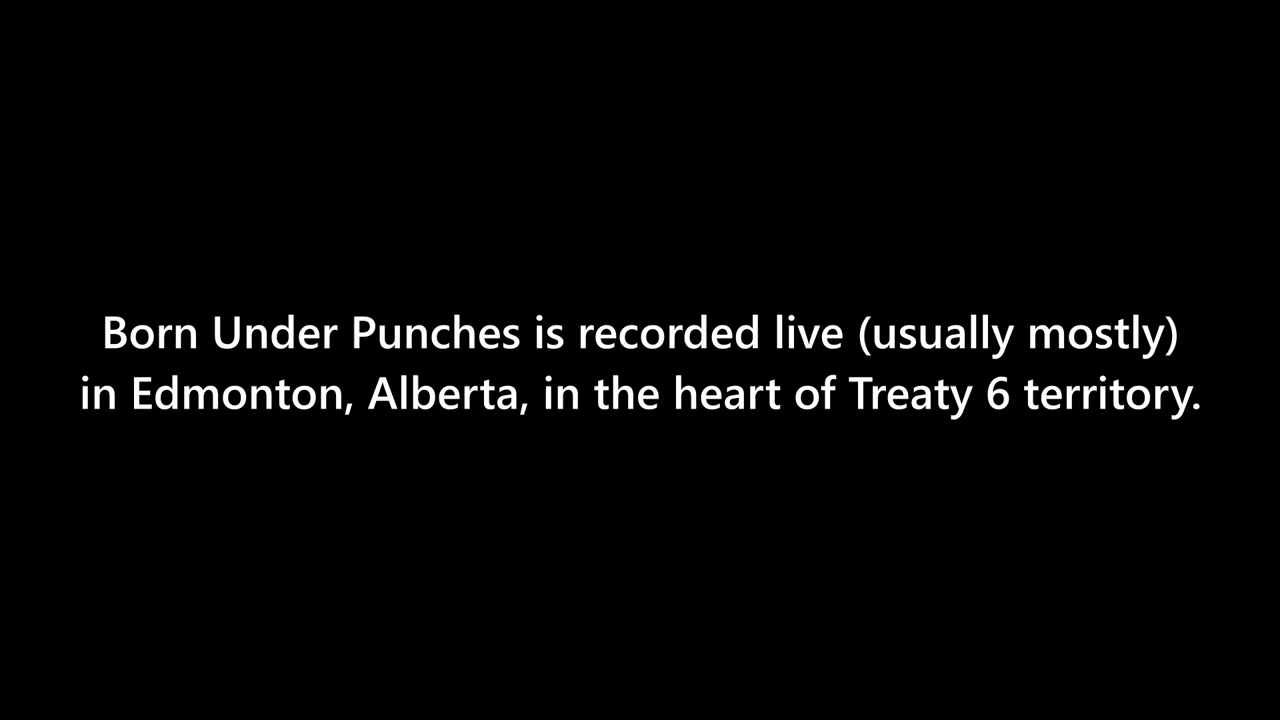 Born Under Punches is recorded live (usually mostly)
in Edmonton, Alberta, in the heart of Treaty 6 territory.